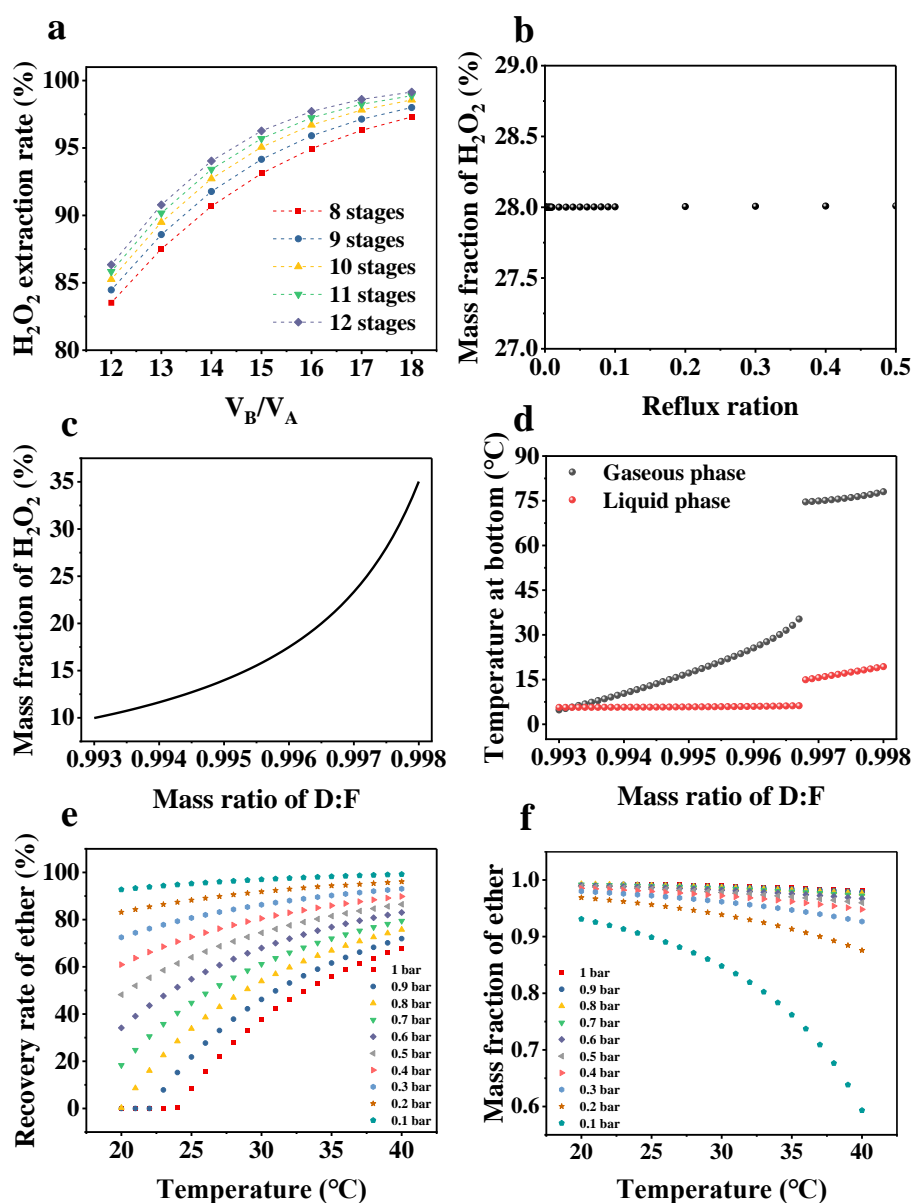 a
H₂O₂ extraction rate (%)
100
95
90
85
80
12 13 14 15 16 17 18
V_B/V_A
8 stages
9 stages
10 stages
11 stages
12 stages
b
Mass fraction of H₂O₂ (%)
29.0
28.5
28.0
27.5
27.0
0.0 0.1 0.2 0.3 0.4 0.5
Reflux ration
c
Mass fraction of H₂O₂ (%)
35
30
25
20
15
10
0.993 0.994 0.995 0.996 0.997 0.998
Mass ratio of D:F
d
Temperature at bottom (°C)
90
75
60
45
30
15
0
Gaseous phase
Liquid phase
0.993 0.994 0.995 0.996 0.997 0.998
Mass ratio of D:F
e
Recovery rate of ether (%)
100
80
60
40
20
0
1 bar
0.9 bar
0.8 bar
0.7 bar
0.6 bar
0.5 bar
0.4 bar
0.3 bar
0.2 bar
0.1 bar
20 25 30 35 40
Temperature (°C)
f
Mass fraction of ether
1.0
0.9
0.8
0.7
0.6
1 bar
0.9 bar
0.8 bar
0.7 bar
0.6 bar
0.5 bar
0.4 bar
0.3 bar
0.2 bar
0.1 bar
20 25 30 35 40
Temperature (°C)